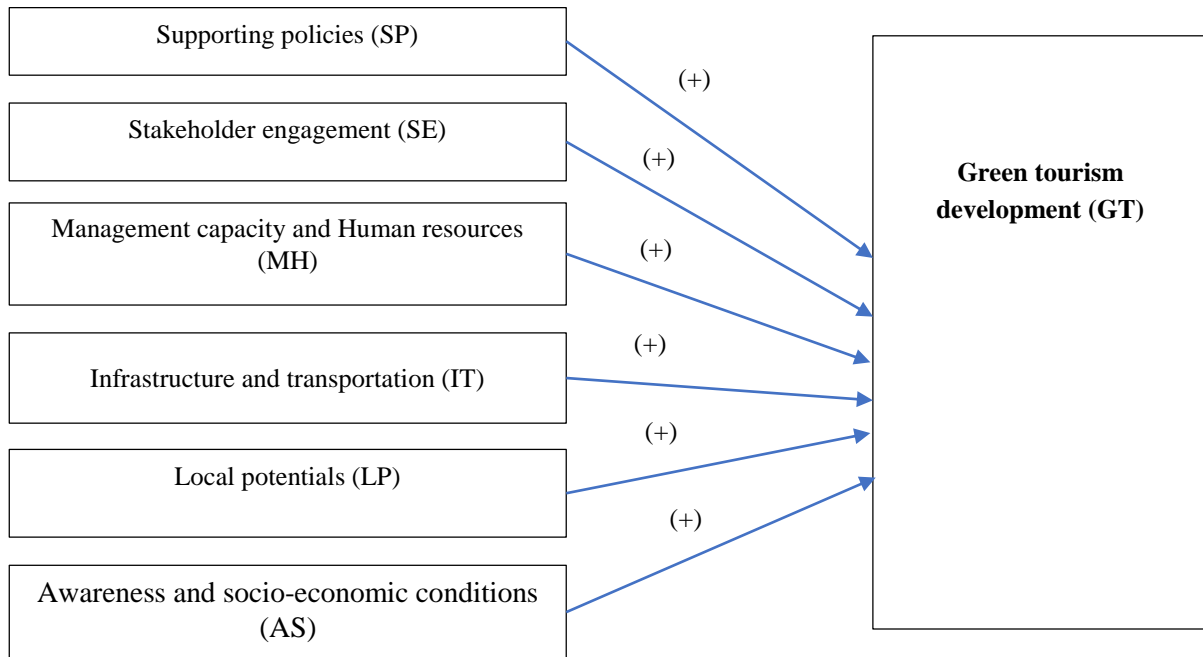 Supporting policies (SP)
(+)
Stakeholder engagement (SE)
(+)
Management capacity and Human resources
(MH)
(+)
Infrastructure and transportation (IT)
(+)
Local potentials (LP)
(+)
Awareness and socio-economic conditions
(AS)
(+)
Green tourism
development (GT)